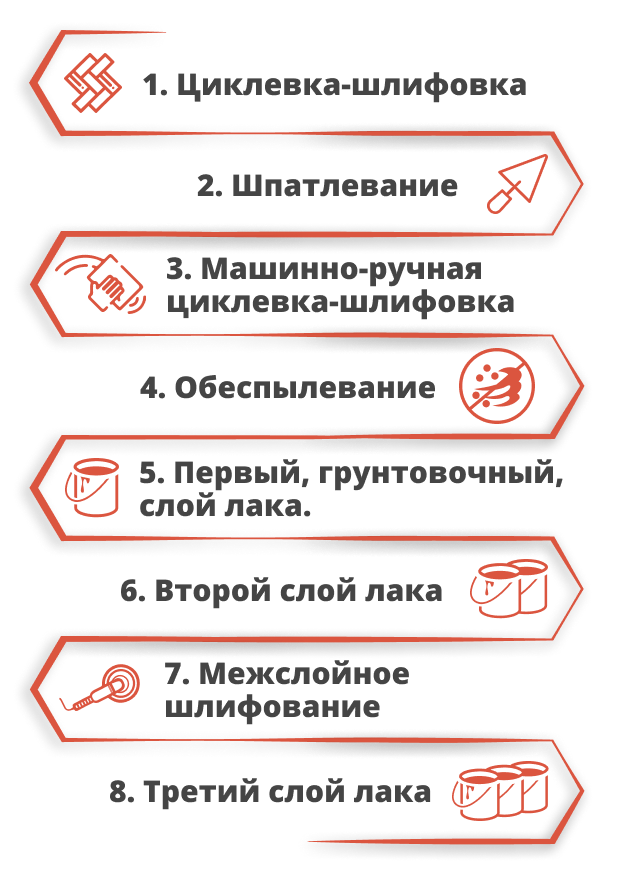 1. Циклевка-шлифовка
2. Шпатлевание
3. Машинно-ручная
циклевка-шлифовка
4. Обеспылевание
5. Первый, грунтовочный,
слой лака.
6. Второй слой лака
7. Межслойное
шлифование
8. Третий слой лака